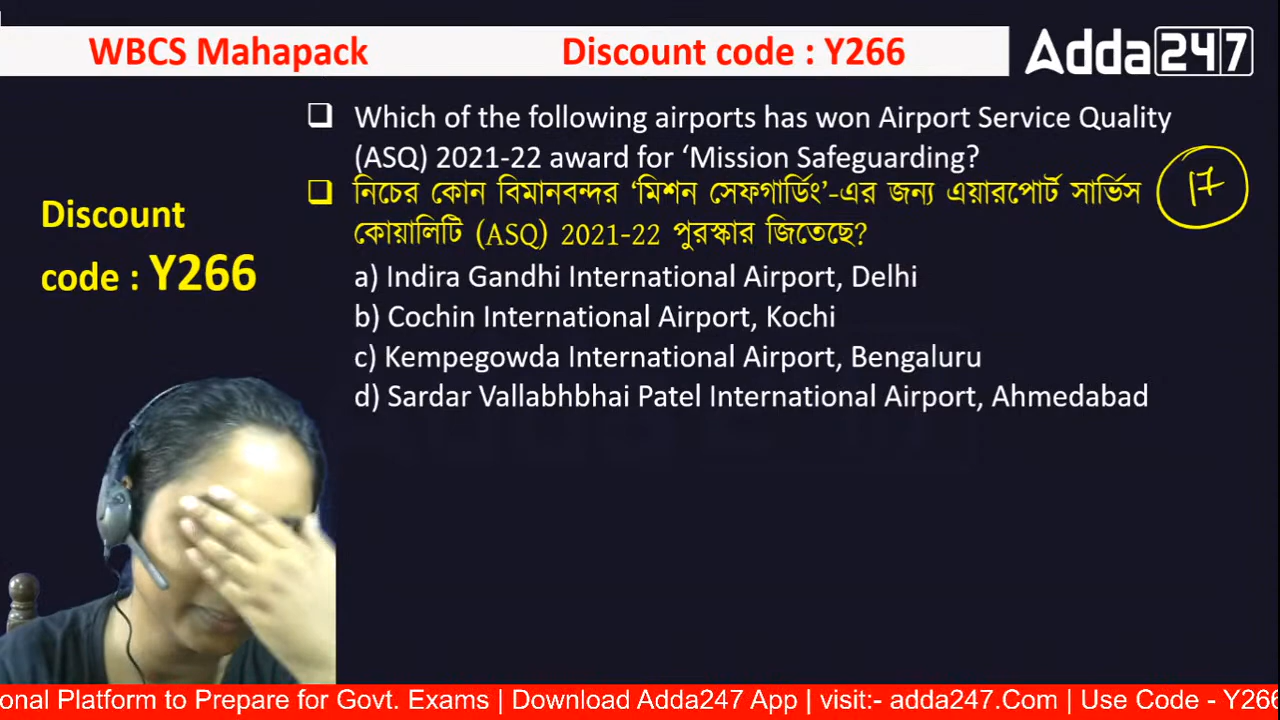 WBCS Mahapack Discount code : Y266 Adda247
Which of the following airports has won Airport Service Quality
(ASQ) 2021-22 award for ‘Mission Safeguarding?
নিচের কোন বিমানবন্দর ‘মিশন সেফগার্ডিং’-এর জন্য এয়ারপোর্ট সার্ভিস
কোয়ালিটি (ASQ) 2021-22 পুরস্কার জিতেছে?
17
Discount
code : Y266
a) Indira Gandhi International Airport, Delhi
b) Cochin International Airport, Kochi
c) Kempegowda International Airport, Bengaluru
d) Sardar Vallabhbhai Patel International Airport, Ahmedabad
onal Platform to Prepare for Govt. Exams | Download Adda247 App | visit:- adda247.Com | Use Code - Y266